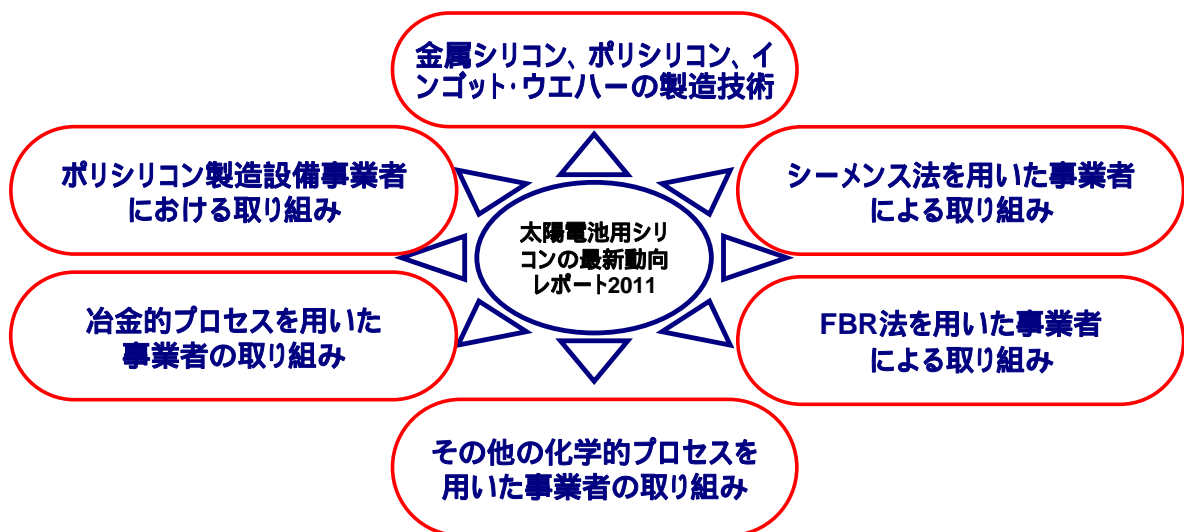 金属シリコン、ポリシリコン、イ
ンゴット・ウエハーの製造技術
ポリシリコン製造設備事業者
における取り組み
シーメンス法を用いた事業者
による取り組み
太陽電池用シリ
コンの最新動向
レポート2011
冶金的プロセスを用いた
事業者の取り組み
FBR法を用いた事業者
による取り組み
その他の化学的プロセスを
用いた事業者の取り組み